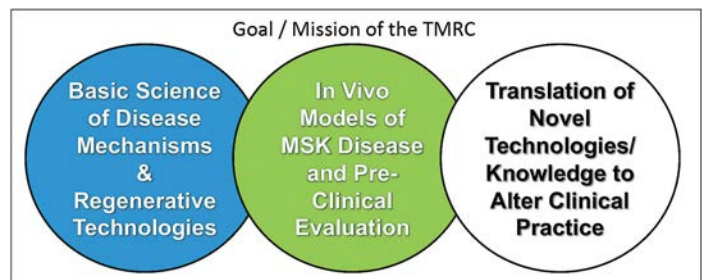 Goal / Mission of the TMRC
Basic Science
of Disease
Mechanisms
&
Regenerative
Technologies
In Vivo
Models of
MSK Disease
and Pre-
Clinical
Evaluation
Translation of
Novel
Technologies/
Knowledge to
Alter Clinical
Practice